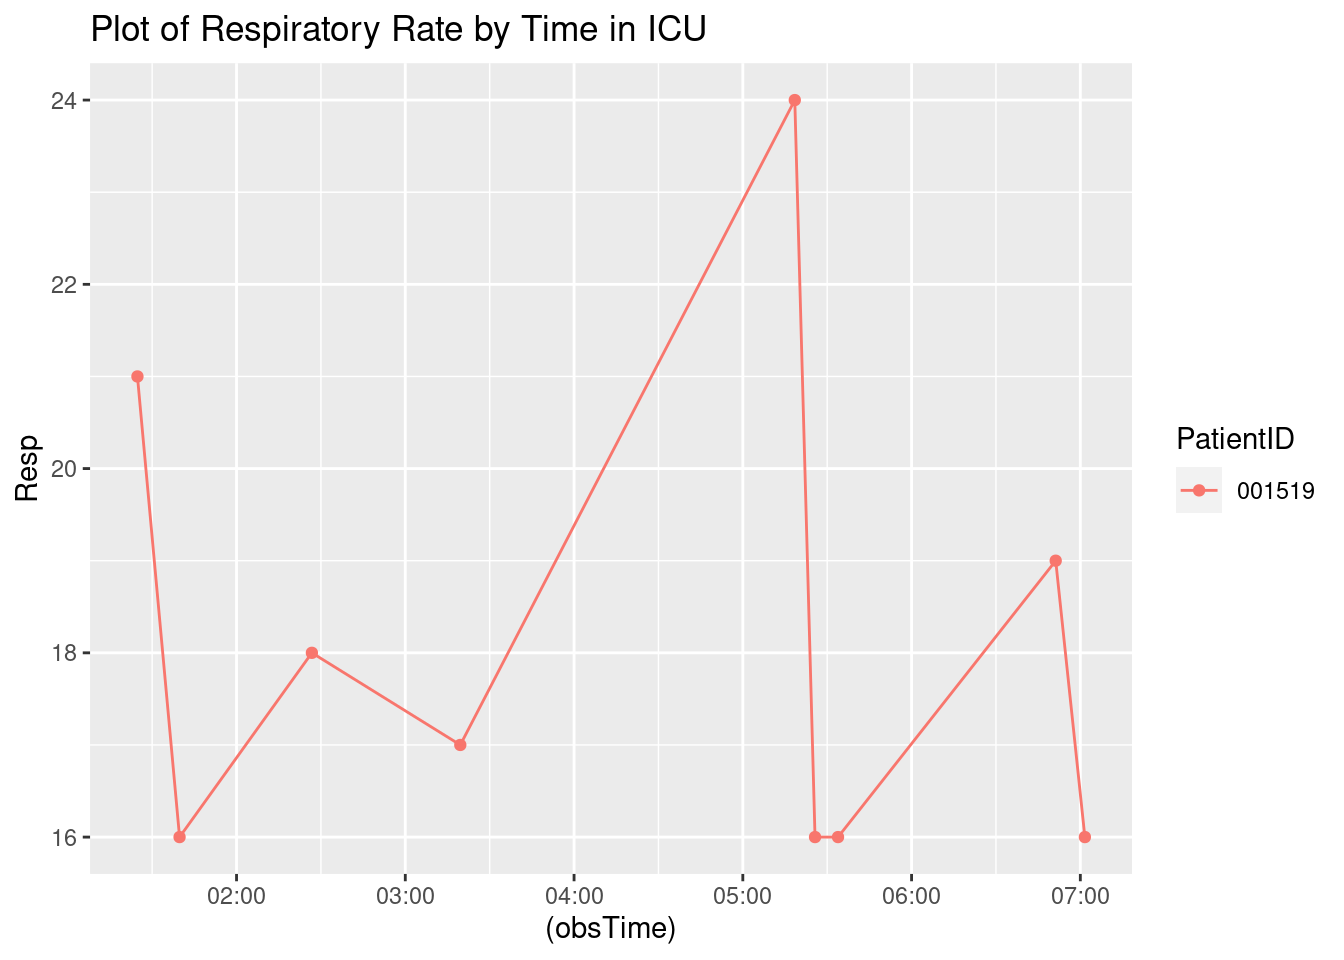 Plot of Respiratory Rate by Time in ICU
24
22
20
18
16
Resp
02:00 03:00 04:00 05:00 06:00 07:00
(obsTime)
PatientID
001519